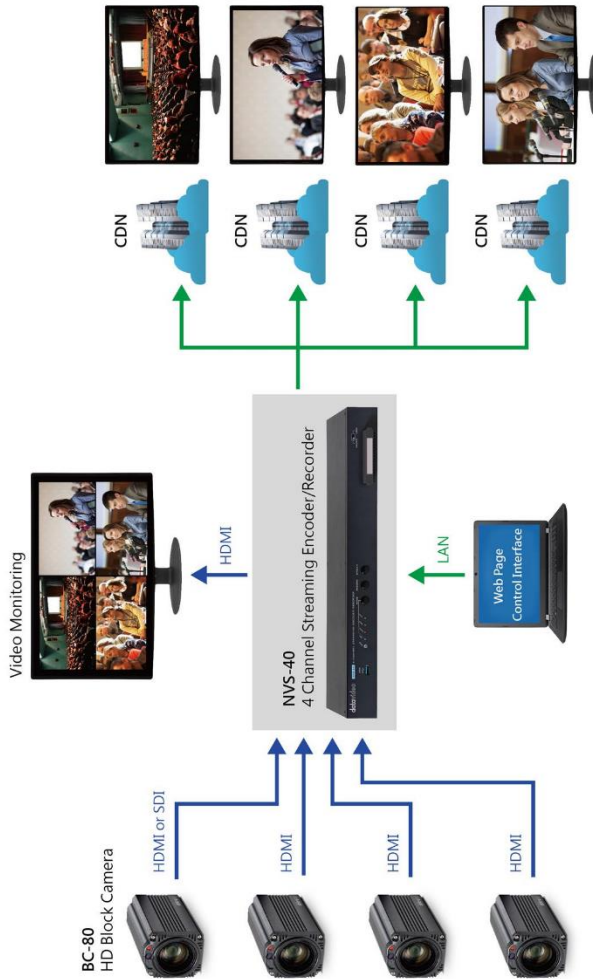 Video Monitoring
BC-80
HD Block Camera
HDMI or SDI
HDMI
HDMI
HDMI
HDMI
NVS-40
4 Channel Streaming Encoder/Recorder
datavideo
LAN
Web Page
Control Interface
CDN
CDN
CDN
CDN